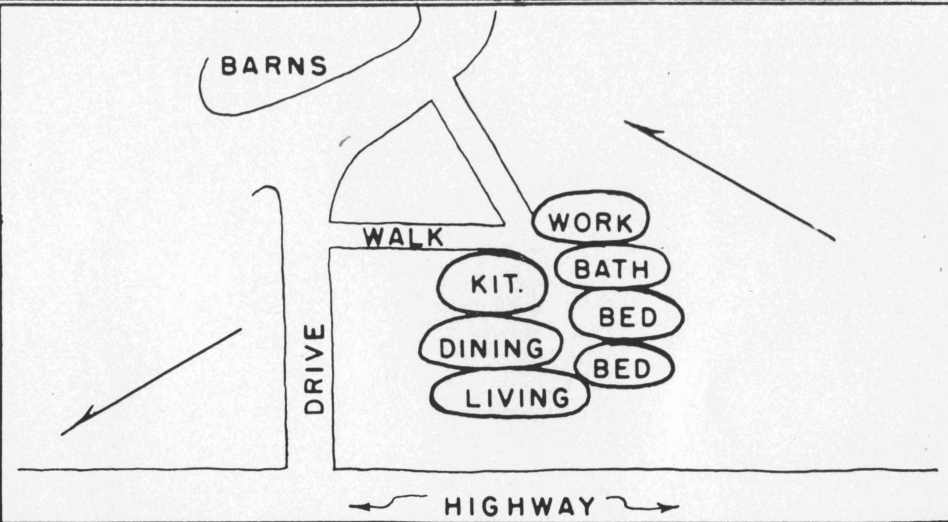 BARNS
WORK
WALK
BATH
KIT.
BED
DINING
BED
DRIVE
LIVING
HIGHWAY